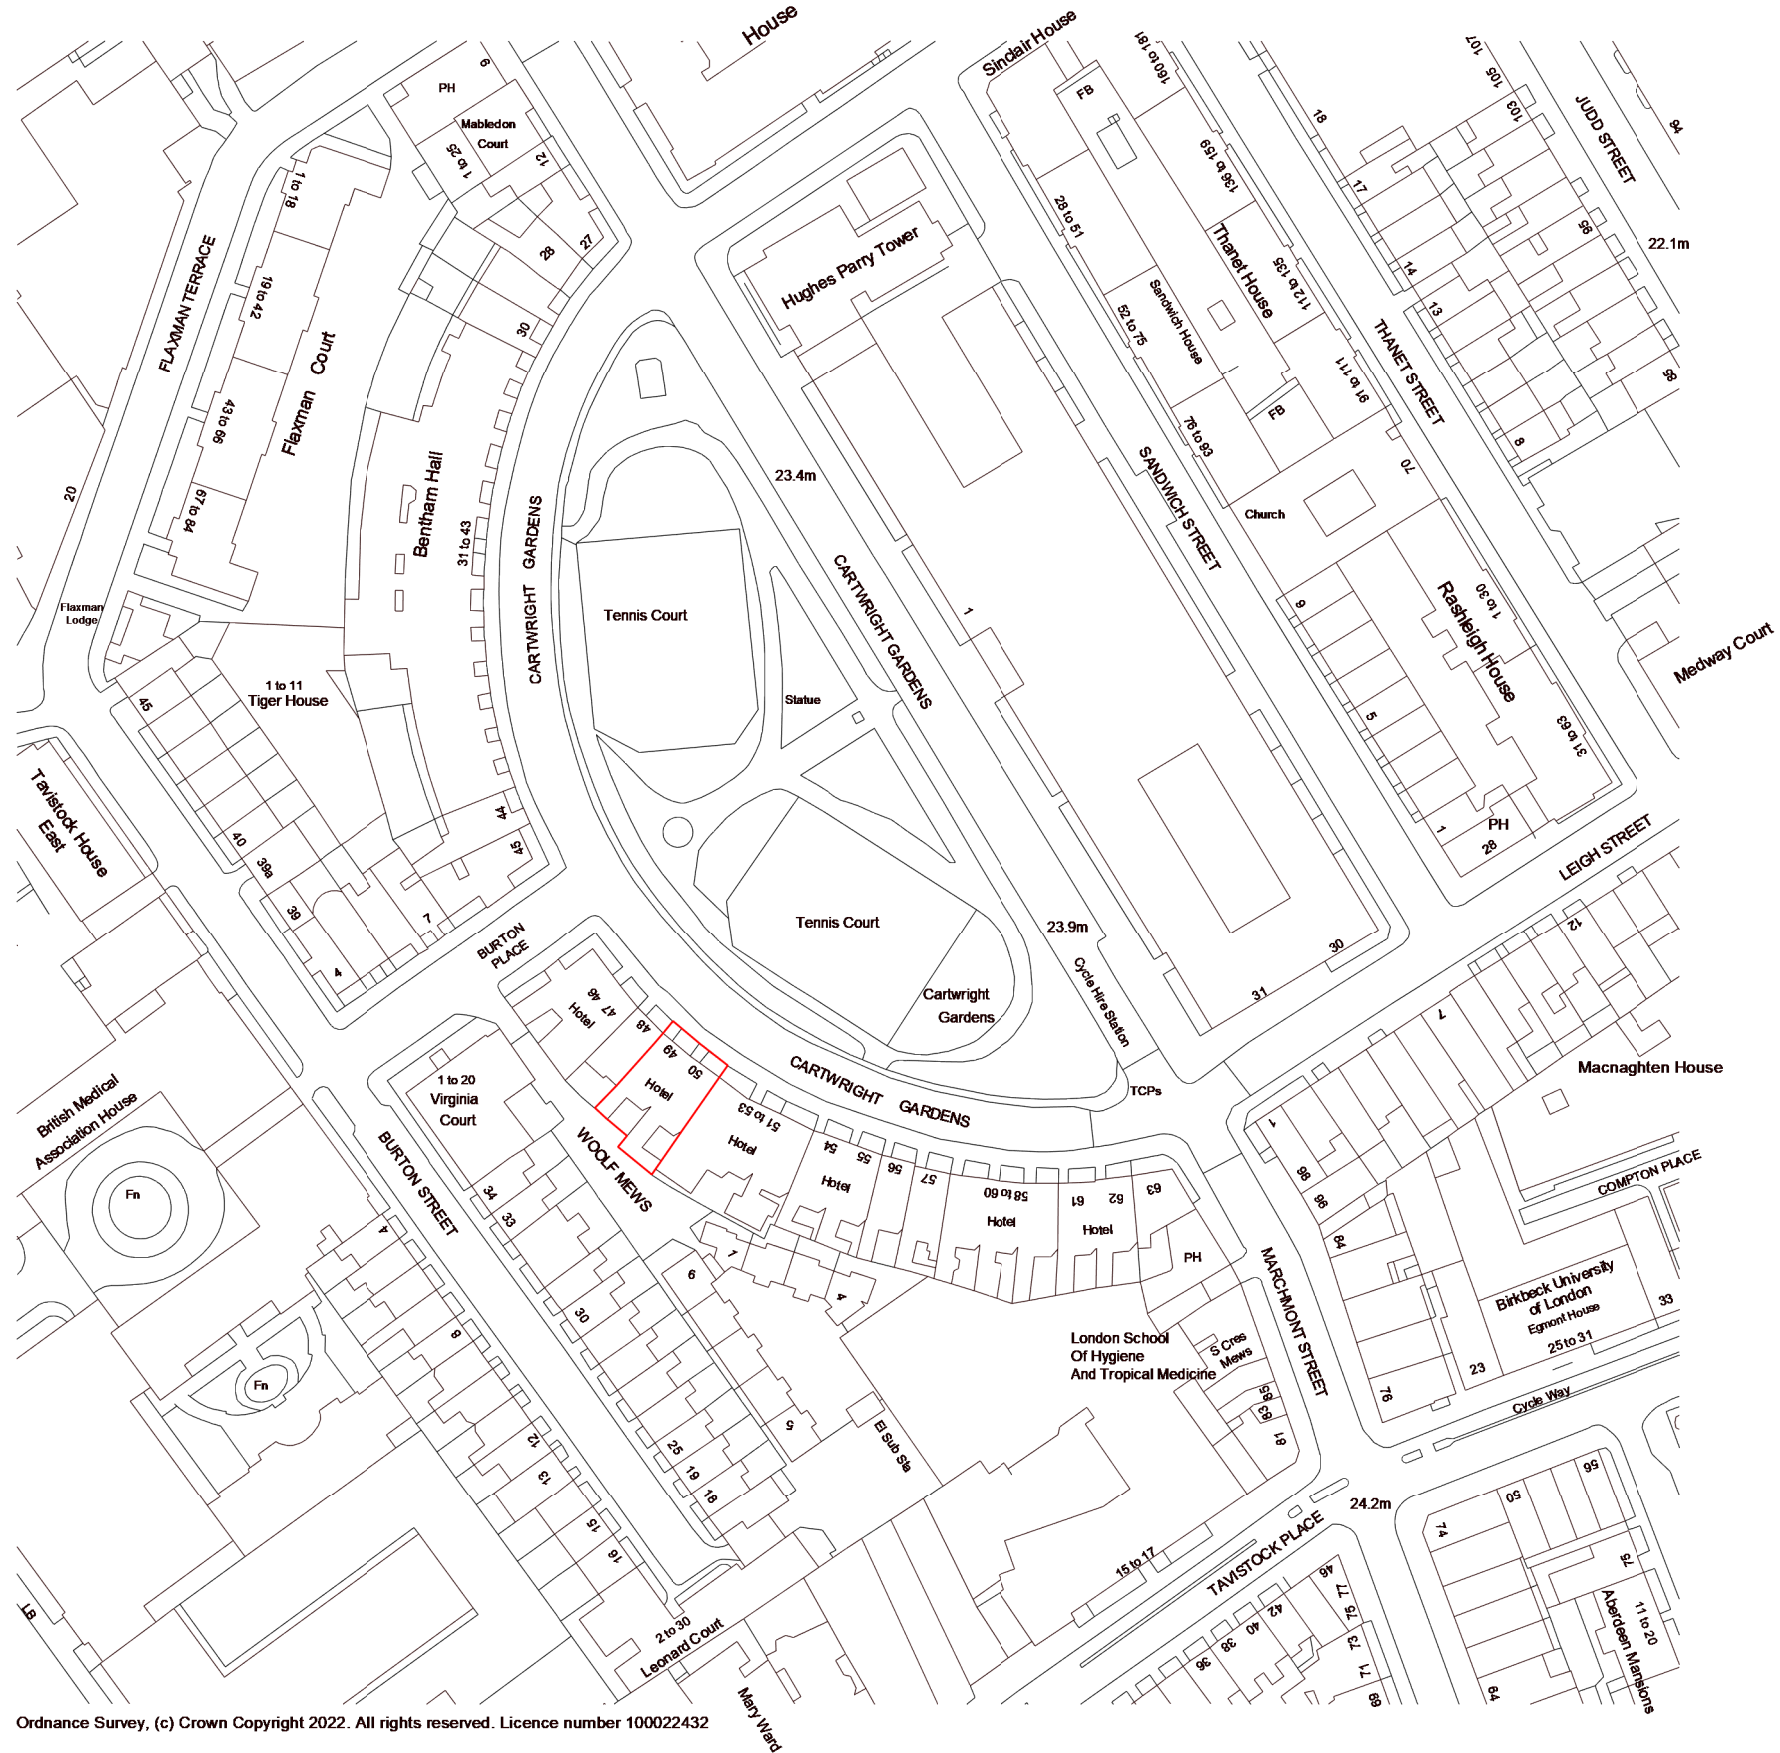 House
Sinclair House
9
PH
Mabledon
Court
1 to 25
12
FB
160 to 181
107
105
103
JUDD STREET
94
18
17
136 to 159
1 to 18
28 to 51
27
28
95
22.1m
FLAXMAN TERRACE
Hughes Parry Tower
Thanet House
112 to 135
14
13
19 to 42
Sandwich House
52 to 75
30
THANET STREET
Flaxman Court
91 to 111
86
43 to 66
FB
76 to 93
8
70
20
67 to 84
Bentham Hall
31 to 43
CARTWRIGHT GARDENS
23.4m
SANDWICH STREET
Church
Flaxman
Lodge
Tennis Court
CARTWRIGHT GARDENS
1
9
1 to 30
Rashleigh House
Medway Court
1 to 11
Tiger House
45
Statue
5
31 to 63
Tavistock House
East
40
39a
44
45
1
PH
28
LEIGH STREET
39
7
4
BURTON
PLACE
Tennis Court
23.9m
12
30
31
Cartwright
Gardens
Cycle Hire Station
7
46
47
Hotel
48
49
50
Hotel
CARTWRIGHT GARDENS
TCPs
Macnaghten House
1 to 20
Virginia
Court
British Medical
Association House
51 to 53
Hotel
WOOLF MEWS
BURTON STREET
1
54
55
56
57
Hotel
58 to 60
Hotel
61
62
63
Hotel
98
96
COMPTON PLACE
Fn
34
33
4
84
PH
MARCHMONT STREET
1
6
4
30
8
Birkbeck University
of London
Egmont House
25 to 31
33
London School
Of Hygiene
And Tropical Medicine
S Cres
Mews
23
76
85
83
81
Cycle Way
Fn
5
El Sub Sta
12
13
25
19
18
15
16
56
50
24.2m
74
TAVISTOCK PLACE
15 to 17
75
46
77
75
73
71
69
42
40
38
36
11 to 20
Aberdeen Mansions
64
LB
2 to 30
Leonard Court
Mary Ward
Ordnance Survey, (c) Crown Copyright 2022. All rights reserved. Licence number 100022432